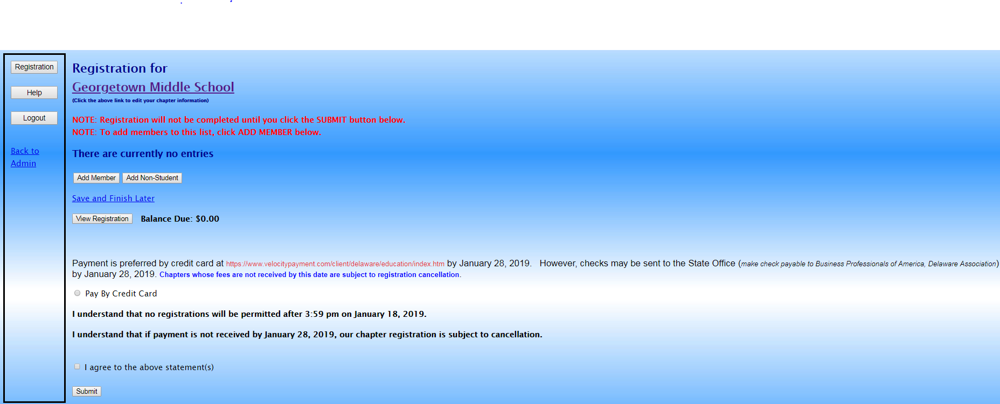 Registration
Help
Logout
Back to
Admin
Registration for
Georgetown Middle School
(Click the above link to edit your chapter information)
NOTE: Registration will not be completed until you click the SUBMIT button below.
NOTE: To add members to this list, click ADD MEMBER below.
There are currently no entries
Add Member Add Non-Student
Save and Finish Later
View Registration Balance Due: $0.00
Payment is preferred by credit card at https://www.velocitypayment.com/client/delaware/education/index.htm by January 28, 2019. However, checks may be sent to the State Office (make check payable to Business Professionals of America, Delaware Association)
by January 28, 2019. Chapters whose fees are not received by this date are subject to registration cancellation.
Pay By Credit Card
I understand that no registrations will be permitted after 3:59 pm on January 18, 2019.
I understand that if payment is not received by January 28, 2019, our chapter registration is subject to cancellation.
I agree to the above statement(s)
Submit